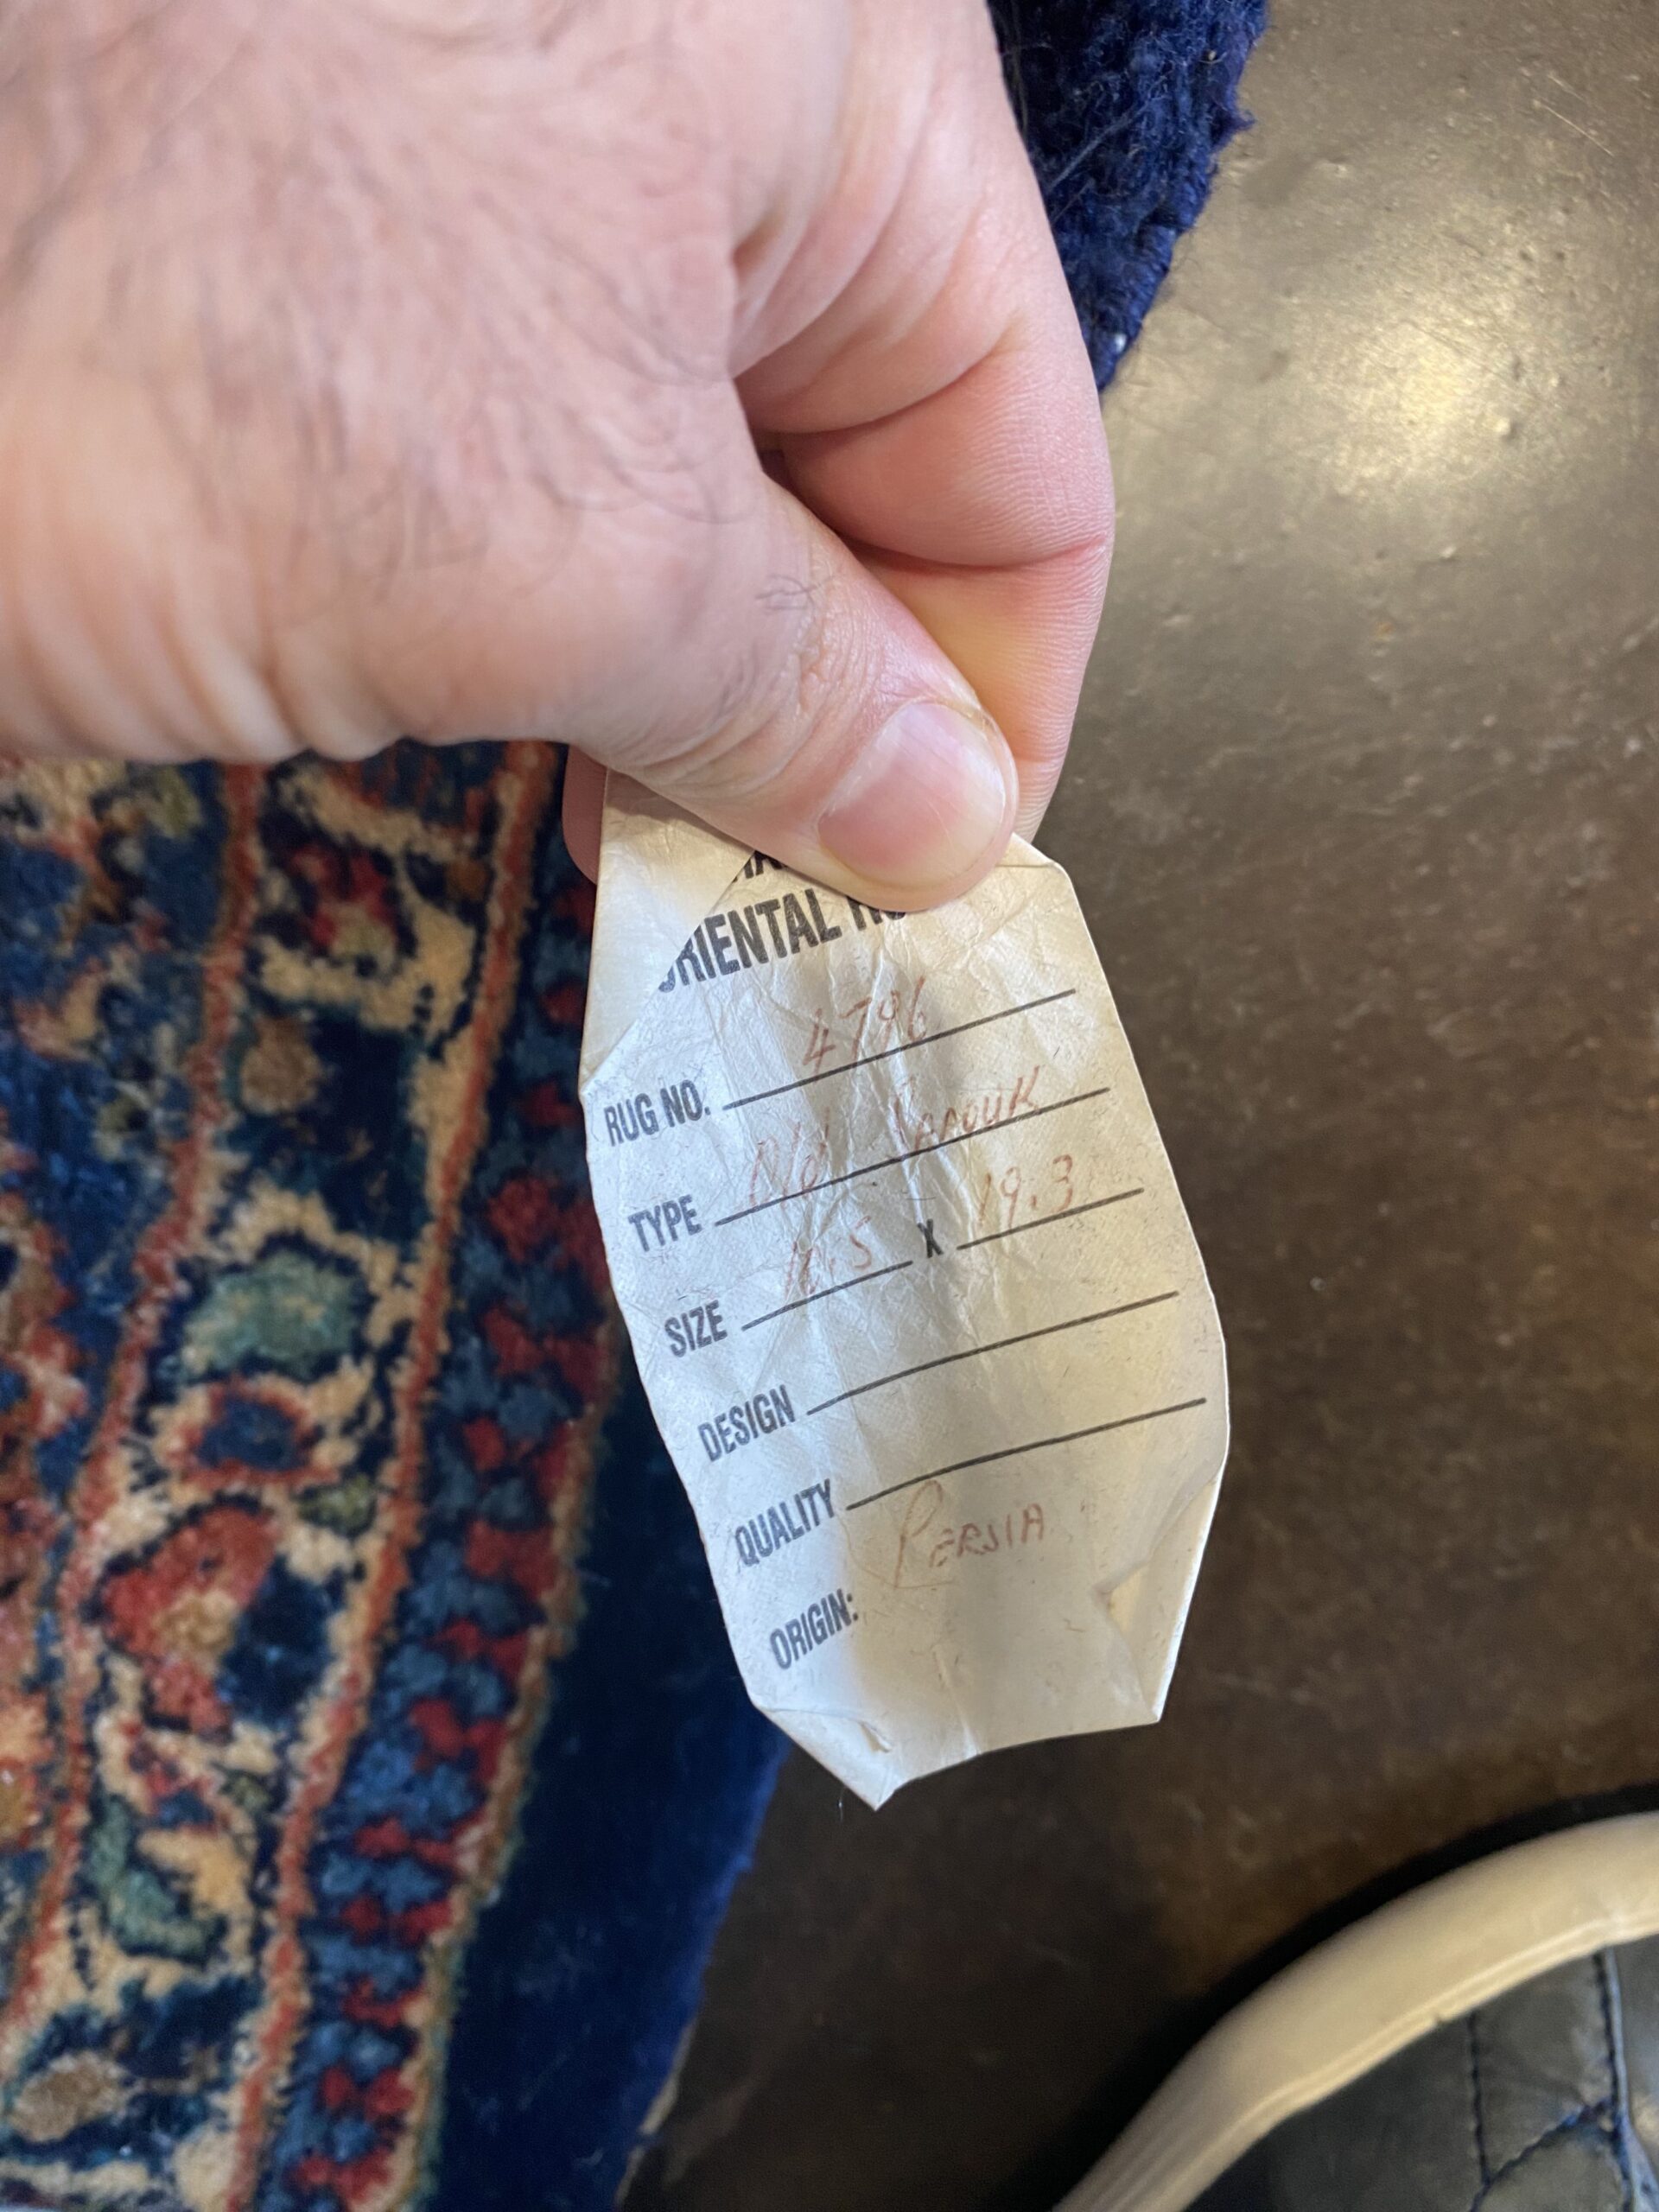 ORIENTAL
RUG NO. 4796
TYPE Old Sarouk
SIZE x 19.3
DESIGN
QUALITY
ORIGIN: PERSIA